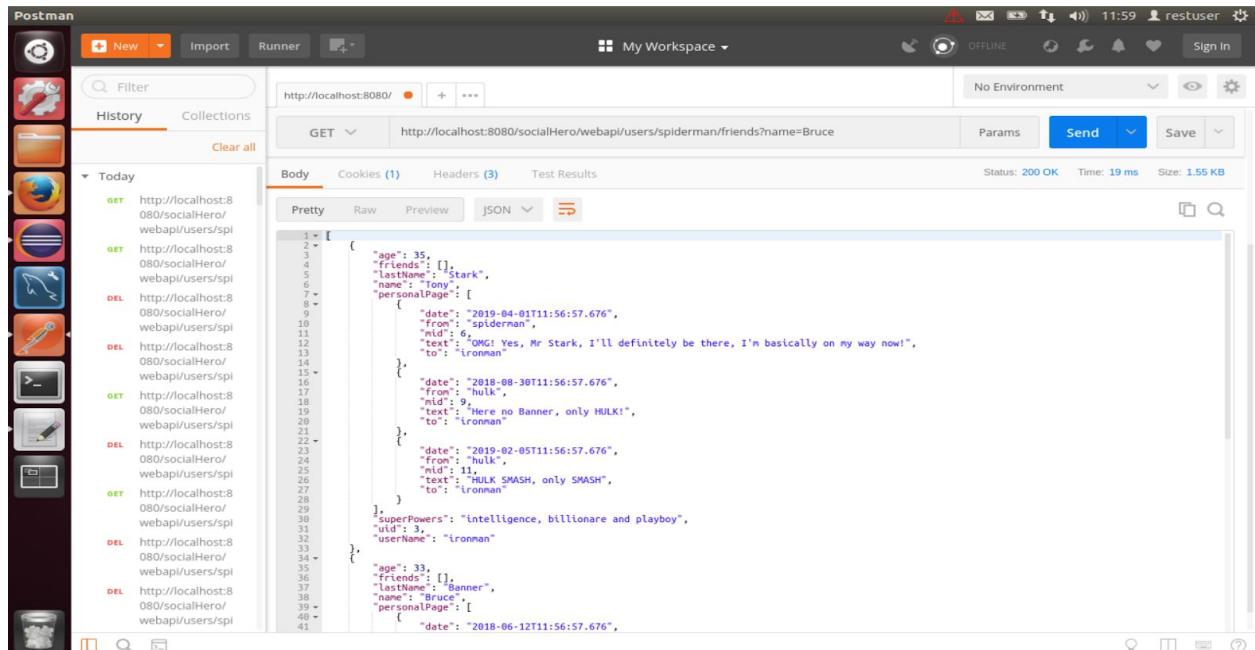 Postman
11:59 restuser
New Import Runner My Workspace OFFLINE Sign In
Filter
History Collections
Clear all
Today
GET http://localhost:8
080/socialHero/
webapi/users/spi
GET http://localhost:8
080/socialHero/
webapi/users/spi
DEL http://localhost:8
080/socialHero/
webapi/users/spi
DEL http://localhost:8
080/socialHero/
webapi/users/spi
GET http://localhost:8
080/socialHero/
webapi/users/spi
DEL http://localhost:8
080/socialHero/
webapi/users/spi
GET http://localhost:8
080/socialHero/
webapi/users/spi
DEL http://localhost:8
080/socialHero/
webapi/users/spi
DEL http://localhost:8
080/socialHero/
webapi/users/spi
http://localhost:8080/ + •••
No Environment
GET http://localhost:8080/socialHero/webapi/users/spiderman/friends?name=Bruce Params Send Save
Body Cookies (1) Headers (3) Test Results Status: 200 OK Time: 19 ms Size: 1.55 KB
Pretty Raw Preview JSON
1 [
2 {
3 "age": 35,
4 "friends": [],
5 "lastName": "Stark",
6 "name": "Tony",
7 "personalPage": [
8 {
9 "date": "2019-04-01T11:56:57.676",
10 "from": "spiderman",
11 "mid": 6,
12 "text": "OMG! Yes, Mr Stark, I'll definitely be there, I'm basically on my way now!",
13 "to": "ironman"
14 },
15 {
16 "date": "2018-08-30T11:56:57.676",
17 "from": "hulk",
18 "mid": 9,
19 "text": "Here no Banner, only HULK!",
20 "to": "ironman"
21 },
22 {
23 "date": "2019-02-05T11:56:57.676",
24 "from": "hulk",
25 "mid": 11,
26 "text": "HULK SMASH, only SMASH",
27 "to": "ironman"
28 }
29 ],
30 "superPowers": "intelligence, billionare and playboy",
31 "uid": 3,
32 "userName": "ironman"
33 },
34 {
35 "age": 33,
36 "friends": [],
37 "lastName": "Banner",
38 "name": "Bruce",
39 "personalPage": [
40 {
41 "date": "2018-06-12T11:56:57.676",